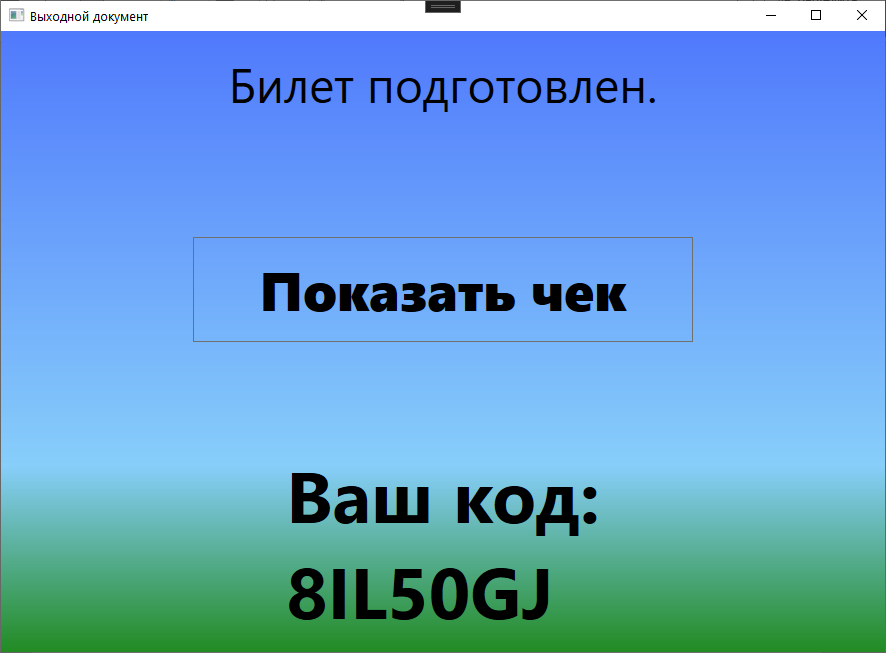 Выходной документ
Билет подготовлен.
Показать чек
Ваш код:
8IL50GJ